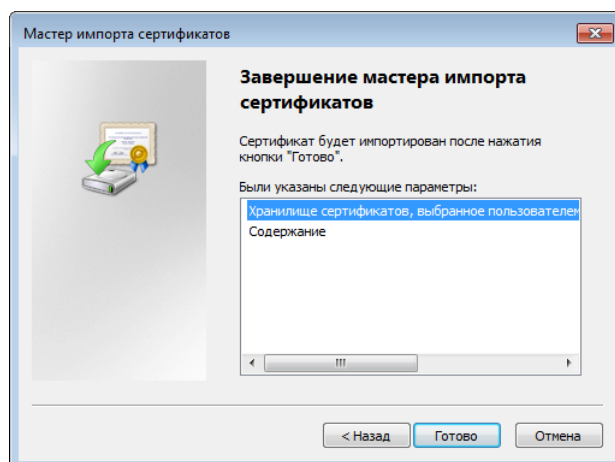 Мастер импорта сертификатов
Завершение мастера импорта
сертификатов
Сертификат будет импортирован после нажатия
кнопки "Готово".
Были указаны следующие параметры:
Хранилище сертификатов, выбранное пользователем
Содержание
< Назад
Готово
Отмена